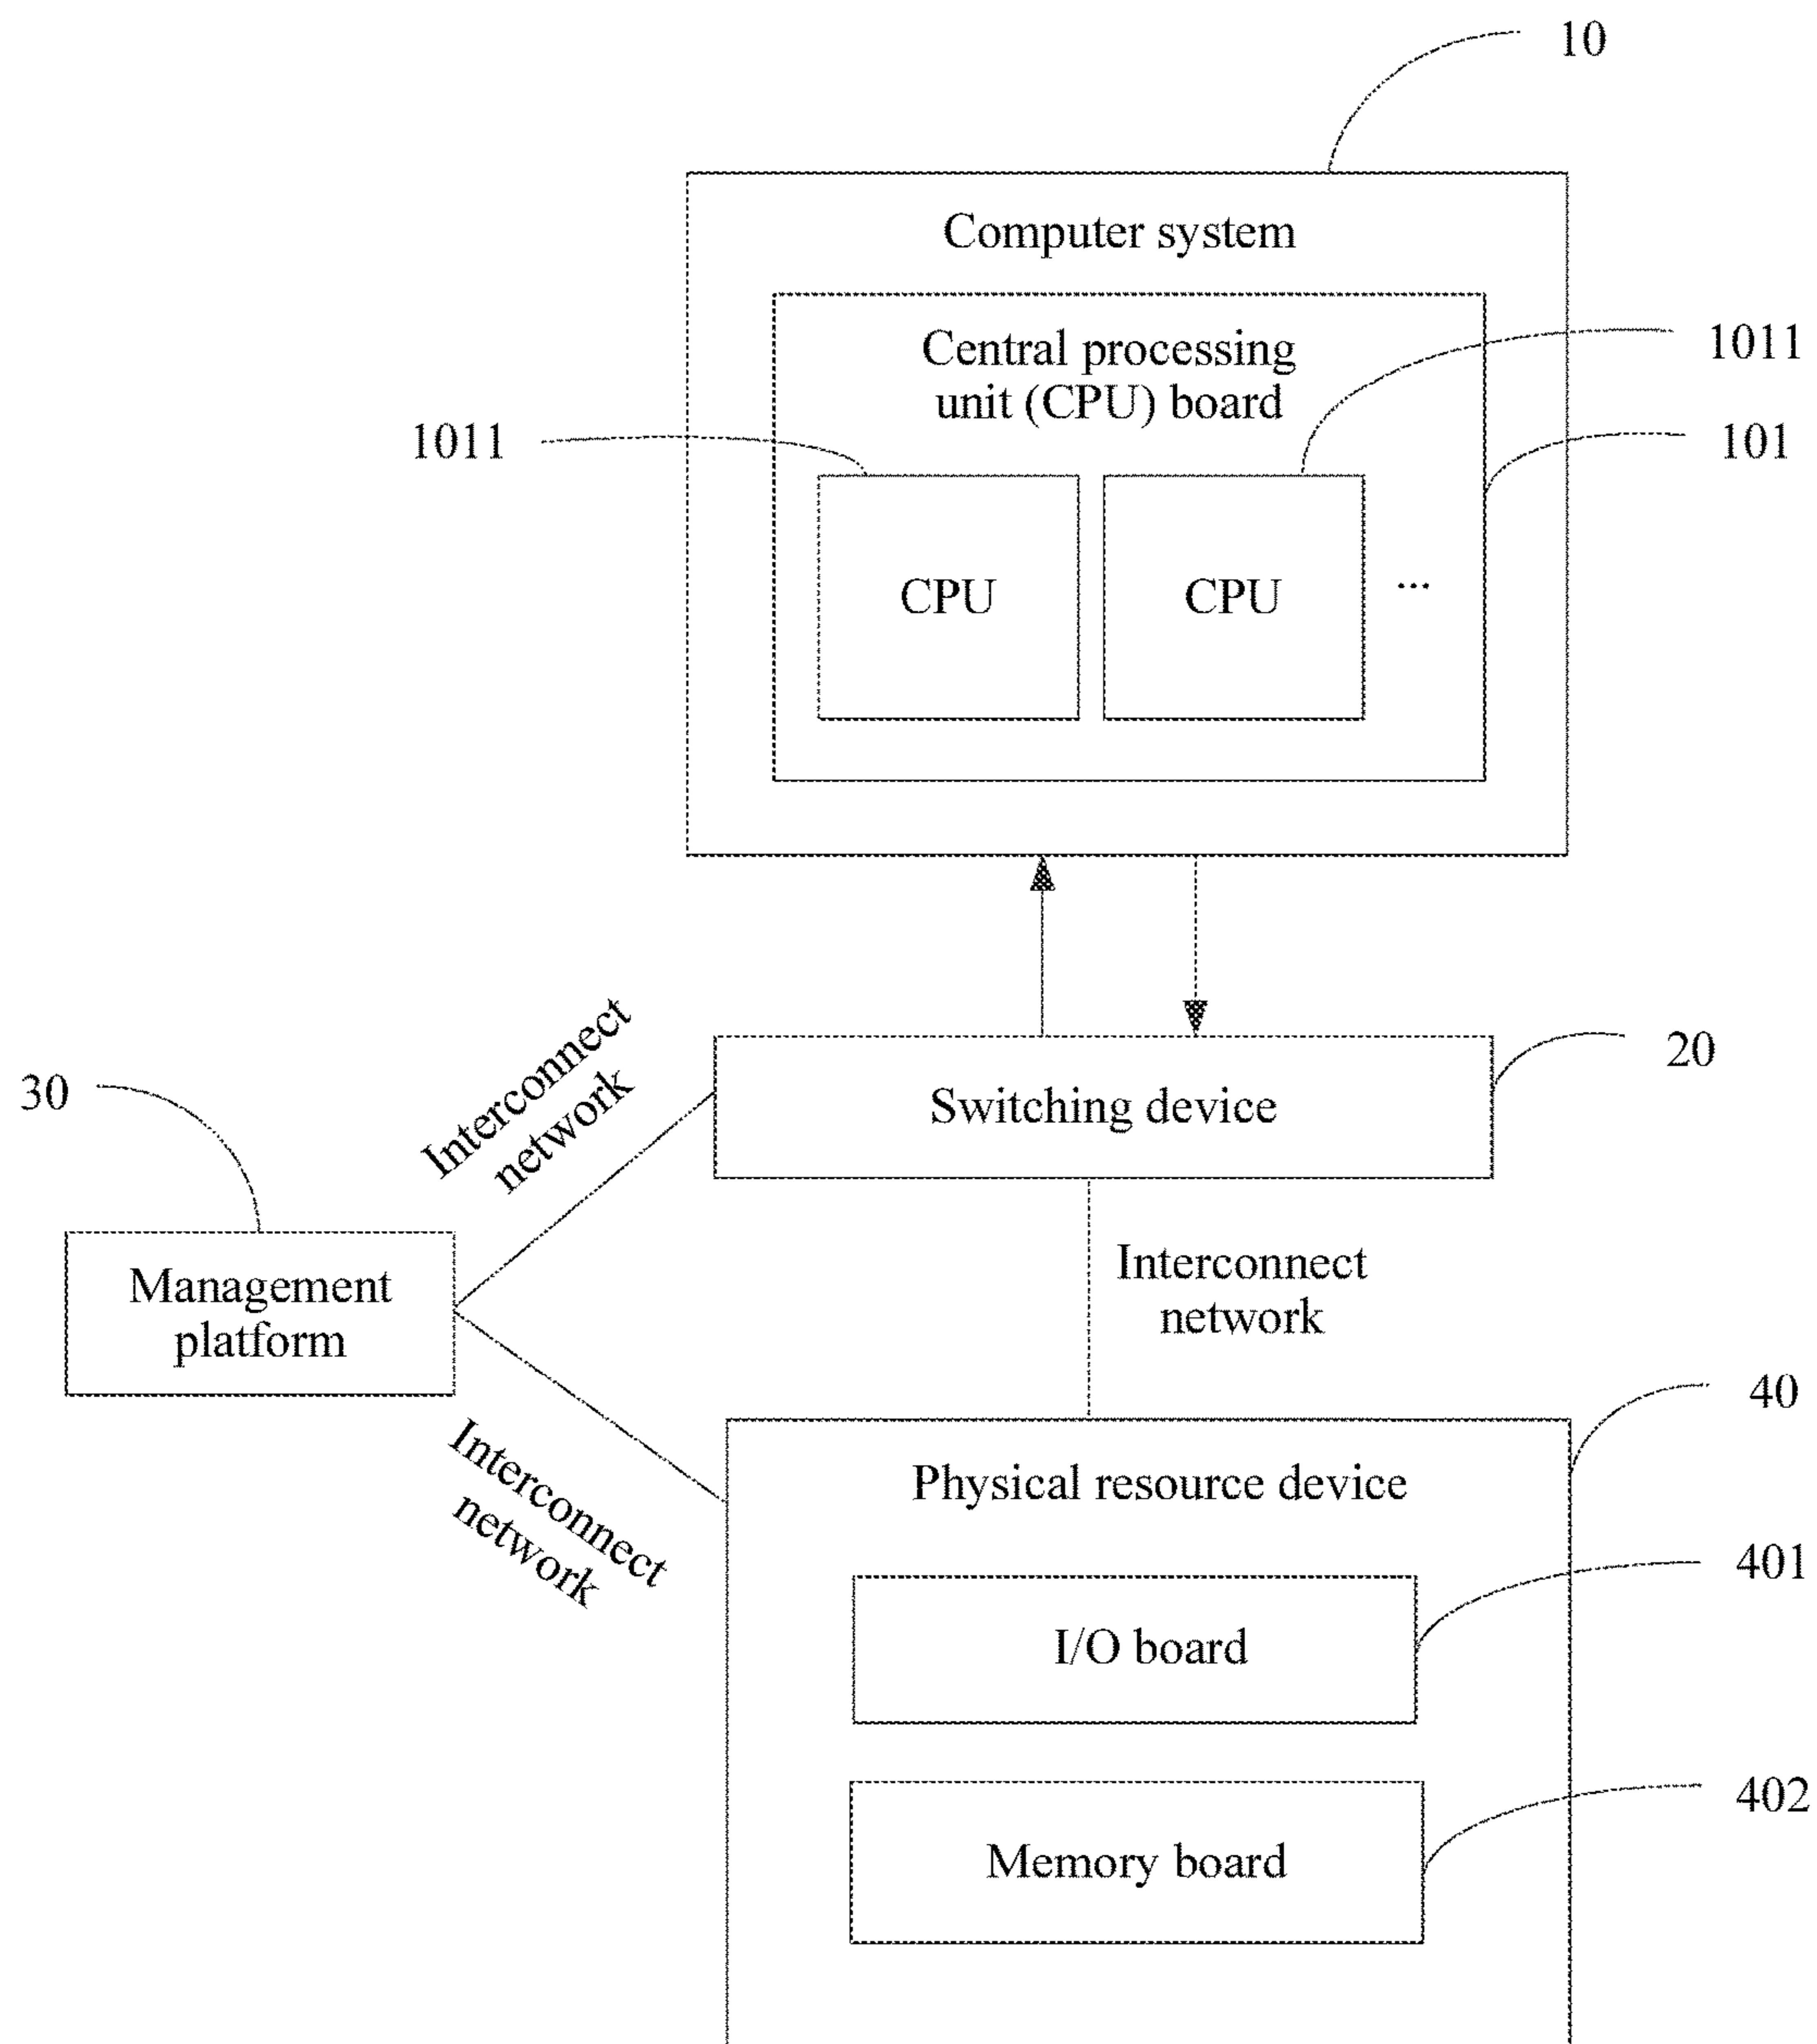 10
Computer system
Central processing
unit (CPU) board
1011
1011
101
CPU
CPU
...
Interconnect
network
20
Switching device
30
Management
platform
Interconnect
network
Interconnect
network
40
Physical resource device
401
I/O board
402
Memory board